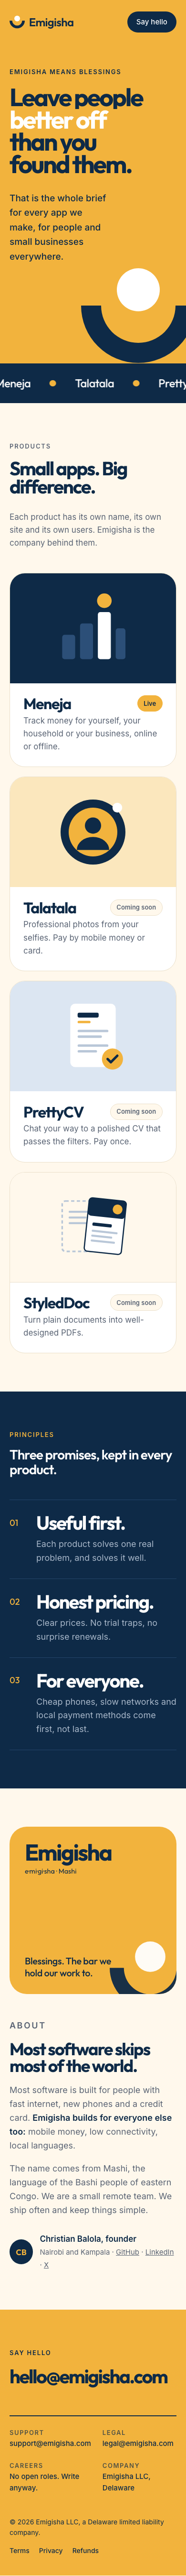 Emigisha
Say hello
EMIGISHA MEANS BLESSINGS
Leave people
better off
than you
found them.
That is the whole brief
for every app we
make, for people and
small businesses
everywhere.
Meneja
Talatala
Pretty
PRODUCTS
Small apps. Big
difference.
Each product has its own name, its own
site and its own users. Emigisha is the
company behind them.
Meneja
Live
Track money for yourself, your
household or your business, online
or offline.
Talatala
Coming soon
Professional photos from your
selfies. Pay by mobile money or
card.
PrettyCV
Coming soon
Chat your way to a polished CV that
passes the filters. Pay once.
StyledDoc
Coming soon
Turn plain documents into well-
designed PDFs.
PRINCIPLES
Three promises, kept in every
product.
01
Useful first.
Each product solves one real
problem, and solves it well.
02
Honest pricing.
Clear prices. No trial traps, no
surprise renewals.
03
For everyone.
Cheap phones, slow networks and
local payment methods come
first, not last.
Emigisha
emigisha · Mashi
Blessings. The bar we
hold our work to.
ABOUT
Most software skips
most of the world.
Most software is built for people with
fast internet, new phones and a credit
card. Emigisha builds for everyone else
too: mobile money, low connectivity,
local languages.
The name comes from Mashi, the
language of the Bashi people of eastern
Congo. We are a small remote team. We
ship often and keep things simple.
CB
Christian Balola, founder
Nairobi and Kampala · GitHub · LinkedIn
· X
SAY HELLO
hello@emigisha.com
SUPPORT
support@emigisha.com
LEGAL
legal@emigisha.com
CAREERS
No open roles. Write
anyway.
COMPANY
Emigisha LLC,
Delaware
© 2026 Emigisha LLC, a Delaware limited liability
company.
Terms Privacy Refunds